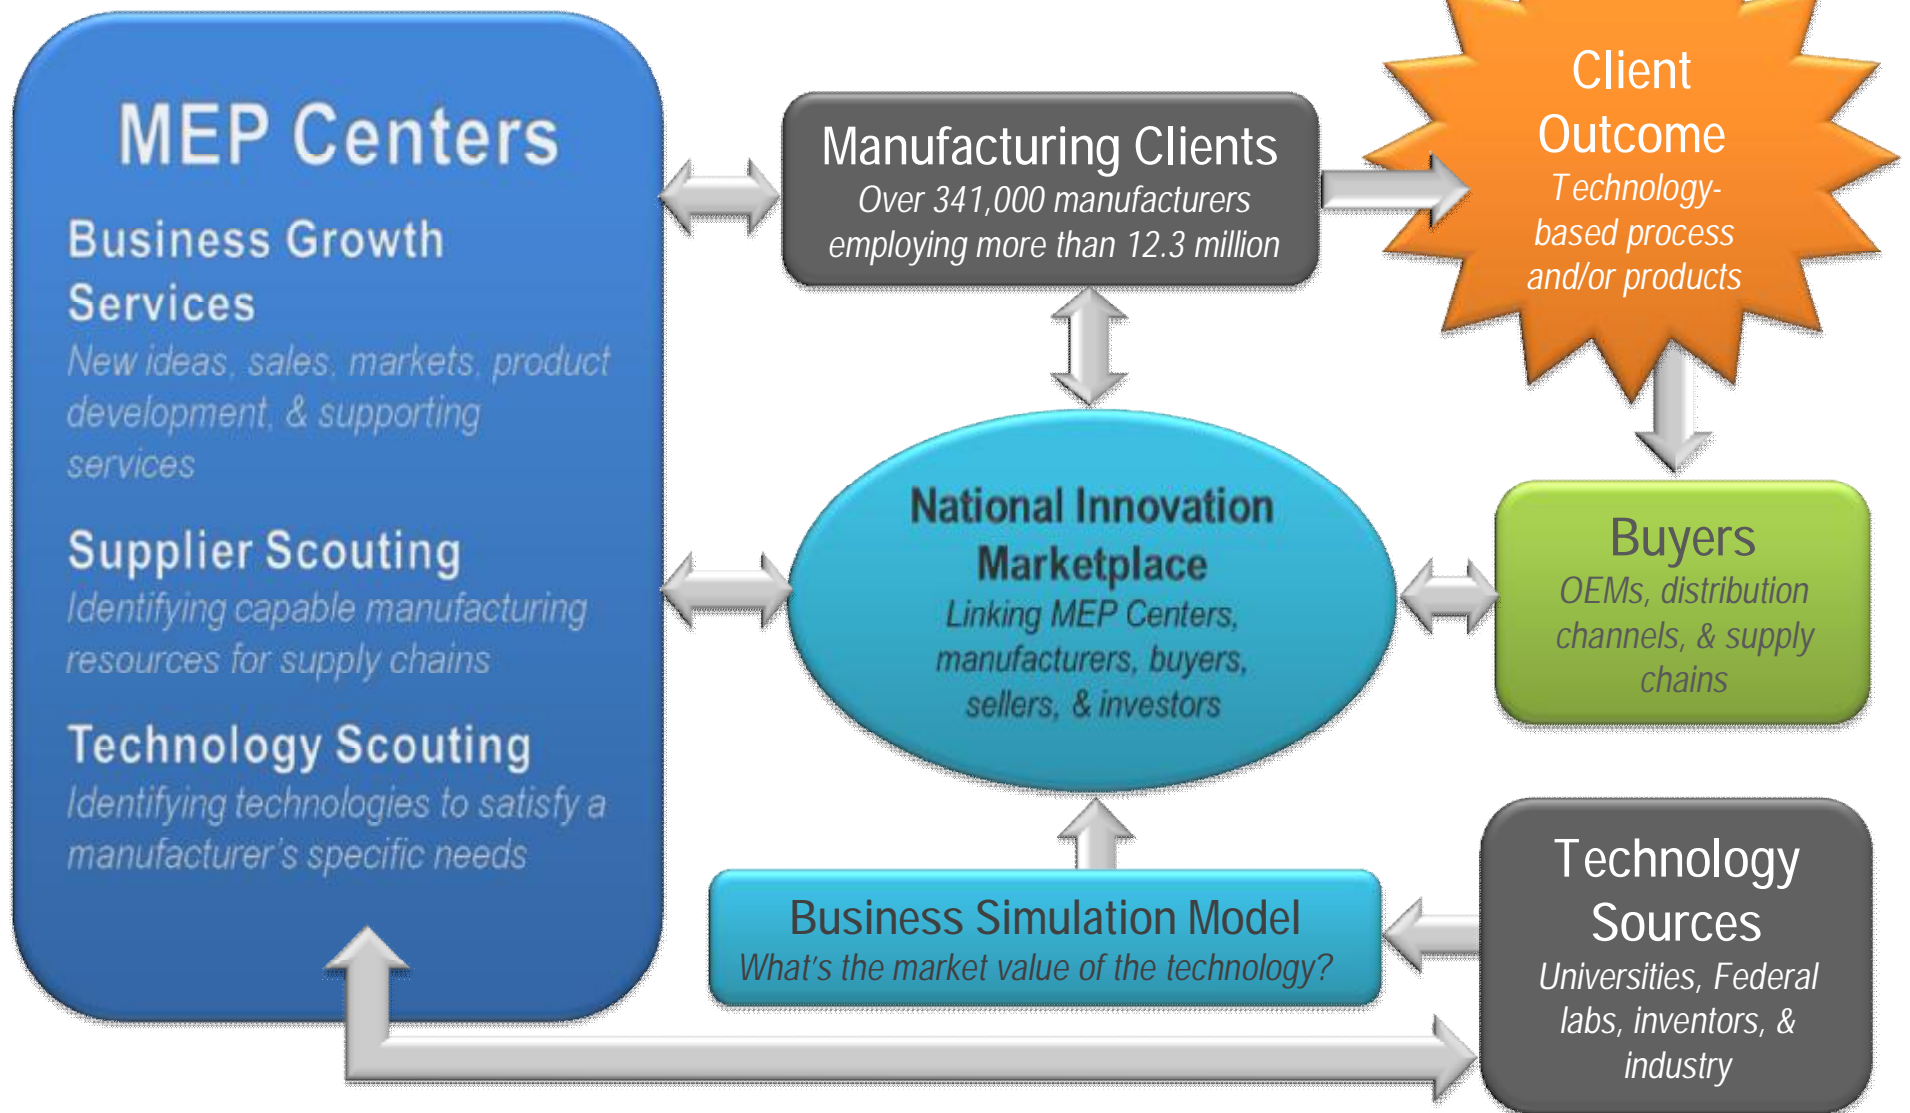 MEP Centers
Business Growth
Services
New ideas, sales, markets, product
development, & supporting
services
Supplier Scouting
Identifying capable manufacturing
resources for supply chains
Technology Scouting
Identifying technologies to satisfy a
manufacturer's specific needs
Manufacturing Clients
Over 341,000 manufacturers
employing more than 12.3 million
Client
Outcome
Technology-
based process
and/or products
National Innovation
Marketplace
Linking MEP Centers,
manufacturers, buyers,
sellers, & investors
Buyers
OEMs, distribution
channels, & supply
chains
Business Simulation Model
What's the market value of the technology?
Technology
Sources
Universities, Federal
labs, inventors, &
industry